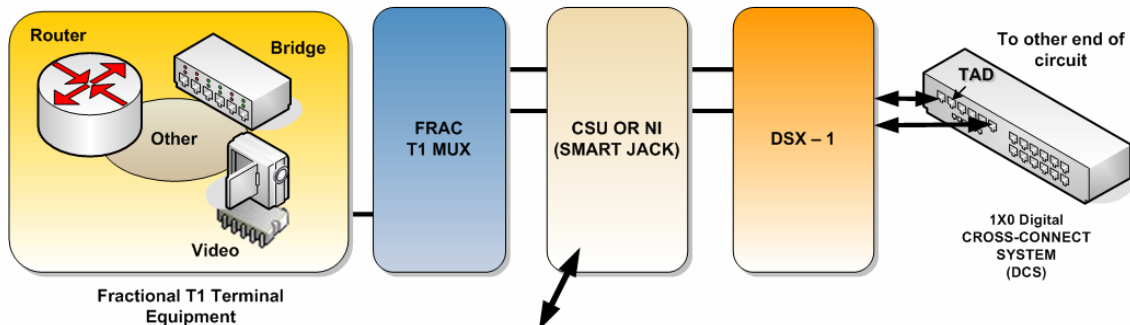 Router
Bridge
Other
Video
Fractional T1 Terminal
Equipment
FRAC
T1 MUX
CSU OR NI
(SMART JACK)
DSX – 1
To other end of
circuit
TAD
1X0 Digital
CROSS-CONNECT
SYSTEM
(DCS)